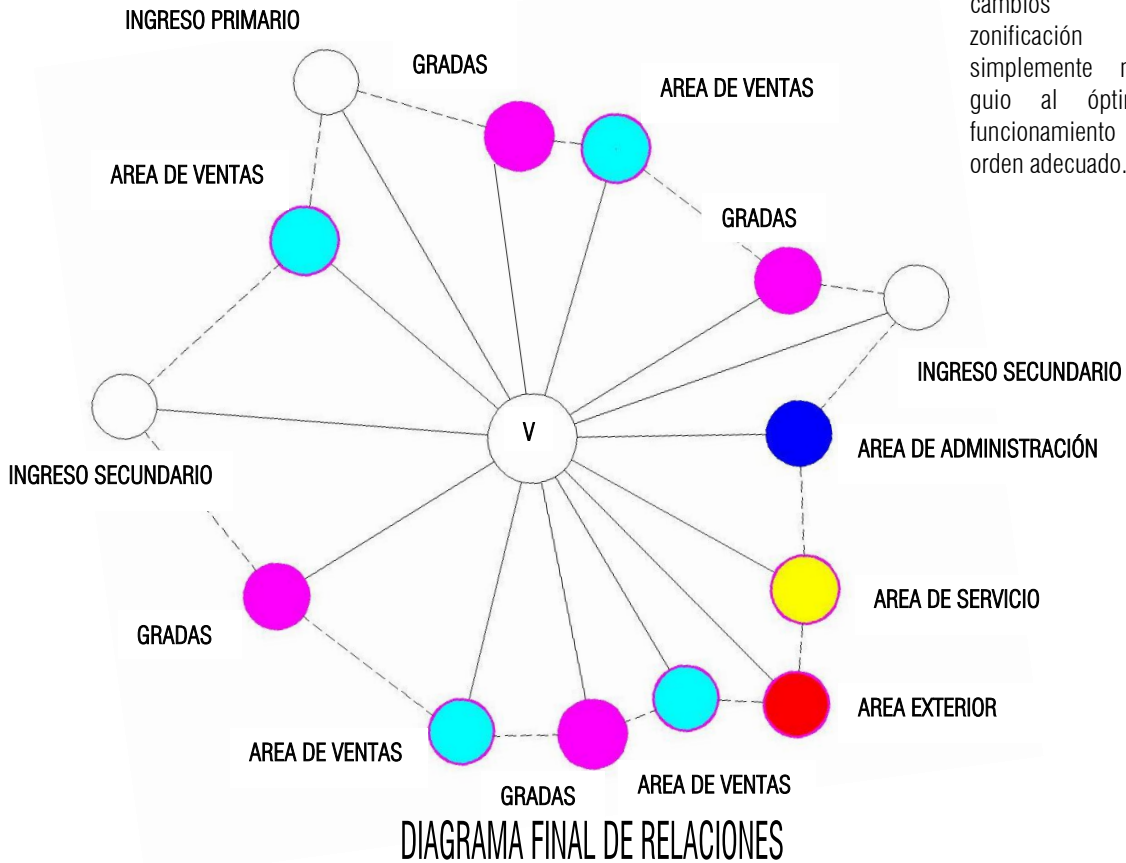 INGRESO PRIMARIO
GRADAS
AREA DE VENTAS
AREA DE VENTAS
GRADAS
INGRESO SECUNDARIO
V
AREA DE ADMINISTRACIÓN
INGRESO SECUNDARIO
AREA DE SERVICIO
GRADAS
AREA EXTERIOR
AREA DE VENTAS
AREA DE VENTAS
GRADAS
DIAGRAMA FINAL DE RELACIONES
cambios
zonificación
simplemente
guio al
funcionamiento
orden adecuado.